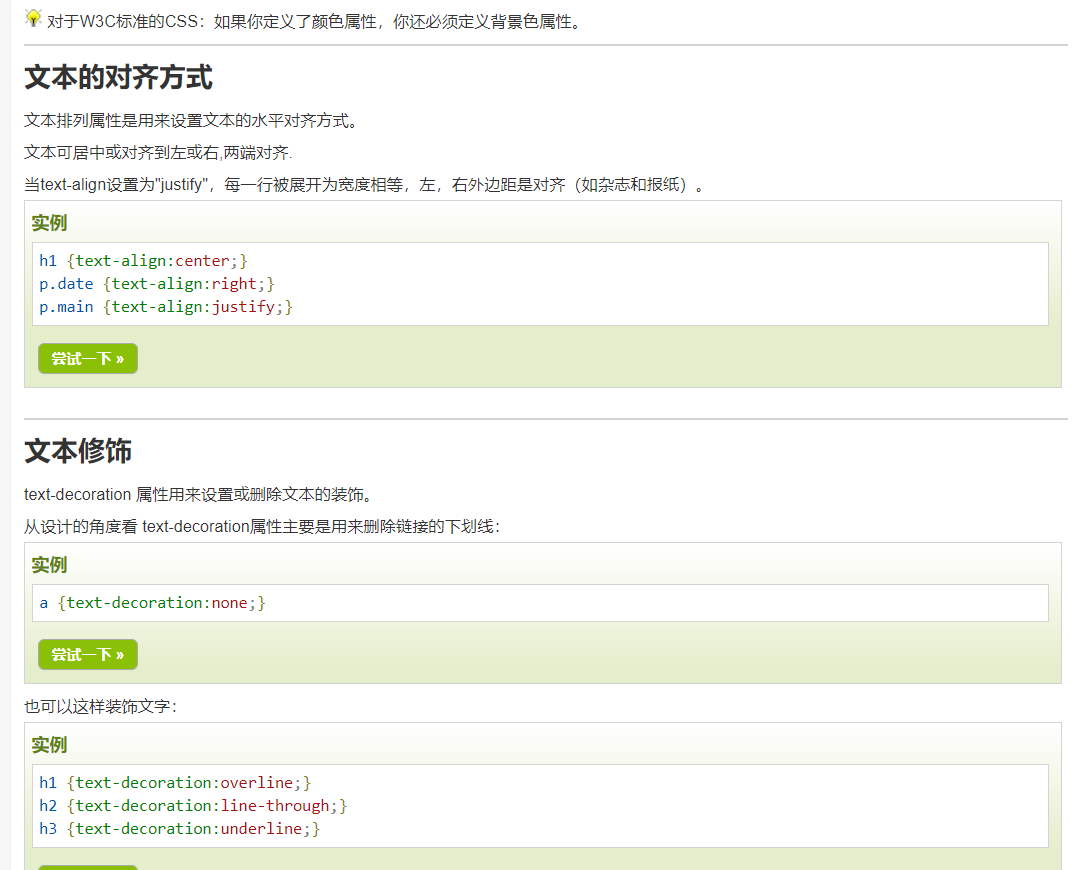 对于W3C标准的CSS：如果你定义了颜色属性，你还必须定义背景色属性。
文本的对齐方式
文本排列属性是用来设置文本的水平对齐方式。
文本可居中或对齐到左或右,两端对齐.
当text-align设置为"justify"，每一行被展开为宽度相等，左，右外边距是对齐（如杂志和报纸）。
实例
h1 {text-align:center;}
p.date {text-align:right;}
p.main {text-align:justify;}
尝试一下 »
文本修饰
text-decoration 属性用来设置或删除文本的装饰。
从设计的角度看 text-decoration属性主要是用来删除链接的下划线：
实例
a {text-decoration:none;}
尝试一下 »
也可以这样装饰文字：
实例
h1 {text-decoration:overline;}
h2 {text-decoration:line-through;}
h3 {text-decoration:underline;}